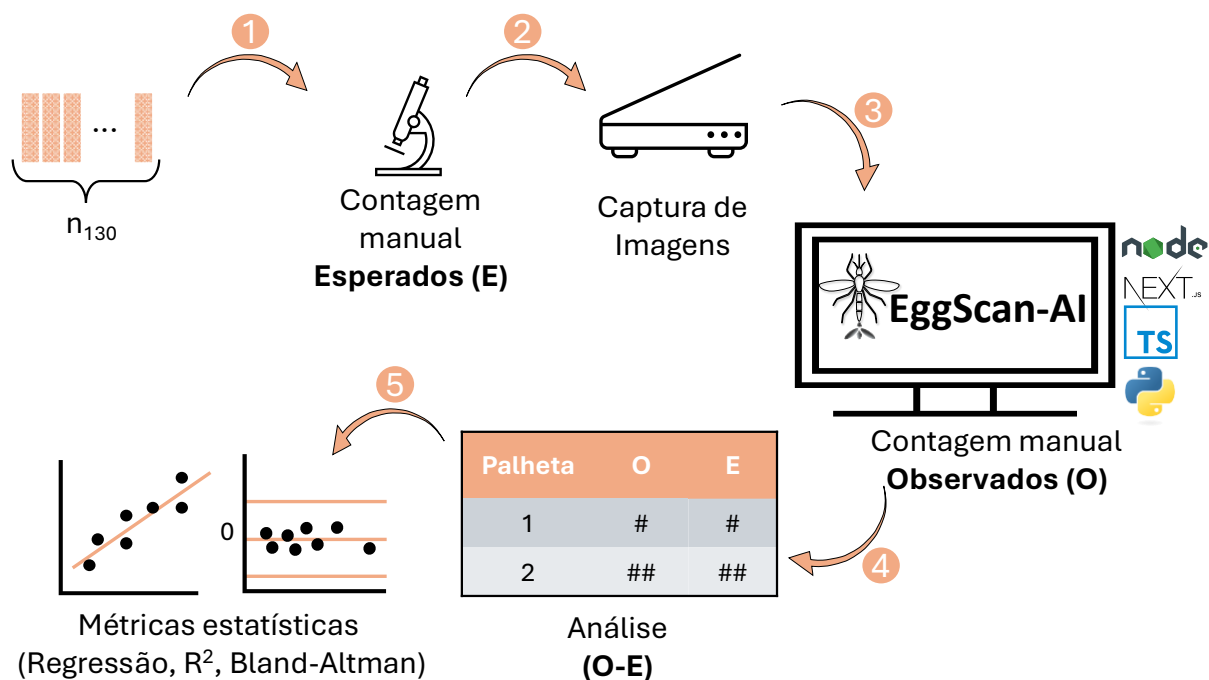 1
2
3
...
n130
Contagem
manual
Esperados (E)
Captura de
Imagens
EggScan-AI
node
NEXT.JS
TS
Contagem manual
Observados (O)
4
5
Palheta O E
1 # #
2 ## ##
Análise
(O-E)
0
Métricas estatísticas
(Regressão, R², Bland-Altman)